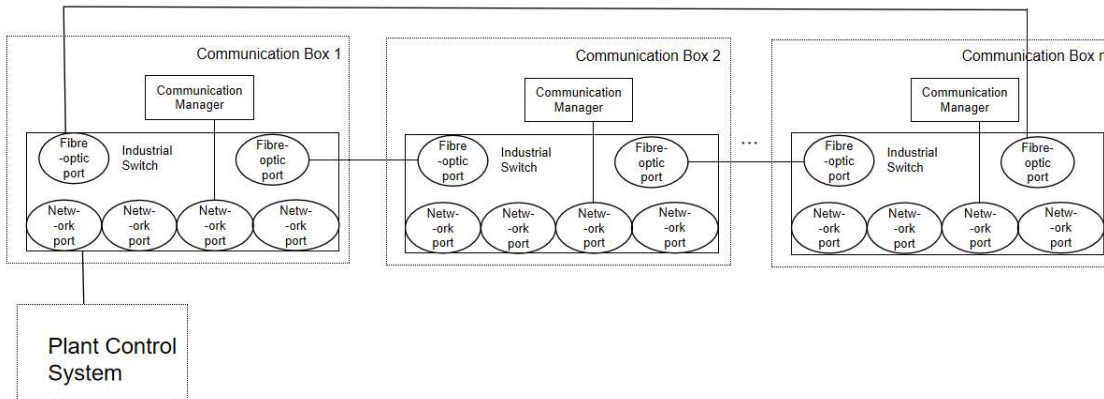 Communication Box 1
Communication
Manager
Fibre
-optic
port
Industrial
Switch
Fibre-
optic
port
Netw-
-ork
port
Netw-
-ork
port
Netw-
-ork
port
Netw-
-ork
port
Communication Box 2
Communication
Manager
Fibre
-optic
port
Industrial
Switch
Fibre-
optic
port
Netw-
-ork
port
Netw-
-ork
port
Netw-
-ork
port
Netw-
-ork
port
...
Communication Box n
Communication
Manager
Fibre
-optic
port
Industrial
Switch
Fibre-
optic
port
Netw-
-ork
port
Netw-
-ork
port
Netw-
-ork
port
Netw-
-ork
port
Plant Control
System